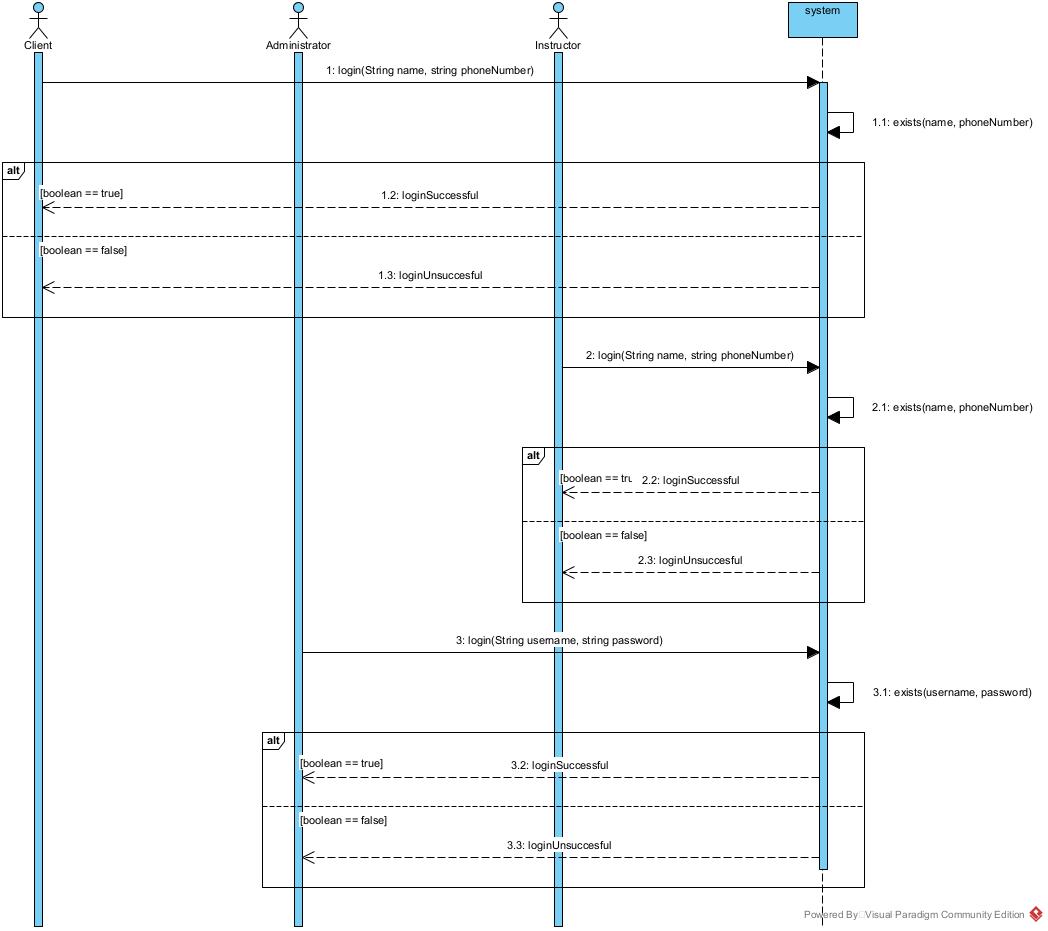 Client
Administrator
Instructor
system
1: login(String name, string phoneNumber)
1.1: exists(name, phoneNumber)
alt
[boolean == true]
1.2: loginSuccessful
[boolean == false]
1.3: loginUnsuccesful
2: login(String name, string phoneNumber)
2.1: exists(name, phoneNumber)
alt
[boolean == tru
2.2: loginSuccessful
[boolean == false]
2.3: loginUnsuccesful
3: login(String username, string password)
3.1: exists(username, password)
alt
[boolean == true]
3.2: loginSuccessful
[boolean == false]
3.3: loginUnsuccesful
Powered By Visual Paradigm Community Edition